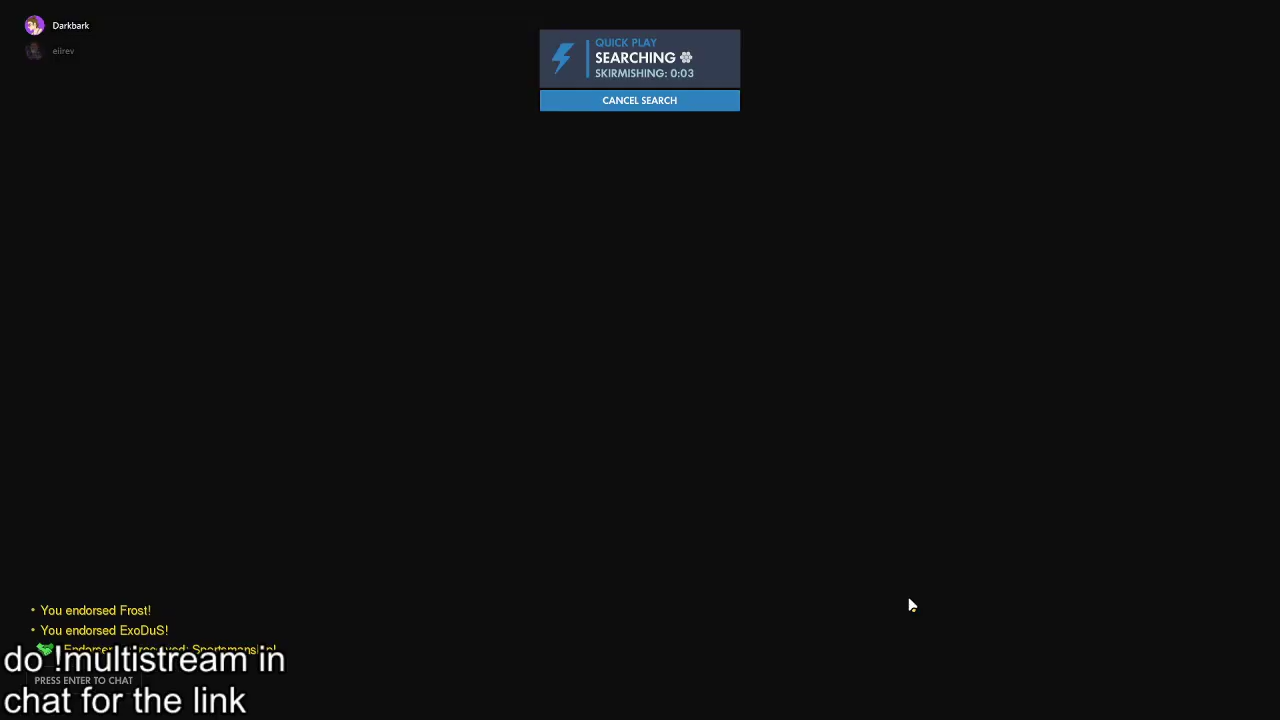 Darkbark
eiirev
QUICK PLAY
SEARCHING
SKIRMISHING: 0:03
CANCEL SEARCH
• You endorsed Frost!
• You endorsed ExoDuS!
do !multistream in
PRESS ENTER TO CHAT
chat for the link